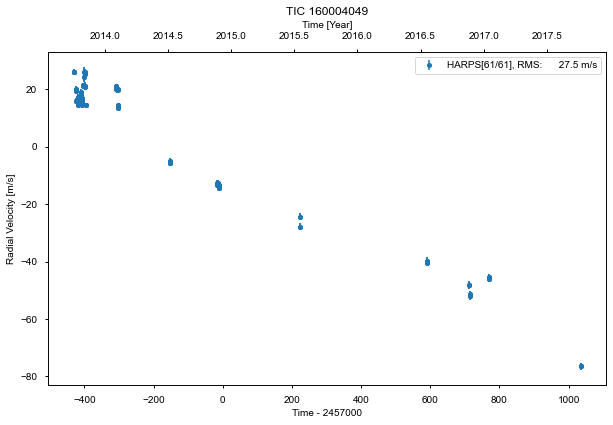 TIC 160004049
Time [Year]
2014.0 2014.5 2015.0 2015.5 2016.0 2016.5 2017.0 2017.5
HARPS[61/61], RMS: 27.5 m/s
20
0
−20
−40
−60
−80
Radial Velocity [m/s]
−400 −200 0 200 400 600 800 1000
Time - 2457000